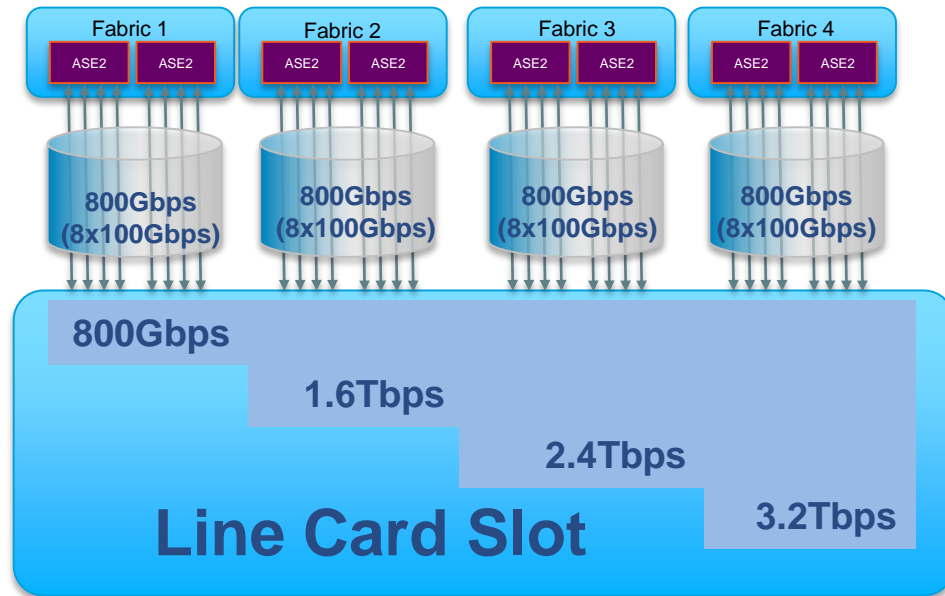 Fabric 1
ASE2
ASE2
Fabric 2
ASE2
ASE2
Fabric 3
ASE2
ASE2
Fabric 4
ASE2
ASE2
800Gbps
(8x100Gbps)
800Gbps
(8x100Gbps)
800Gbps
(8x100Gbps)
800Gbps
(8x100Gbps)
800Gbps
1.6Tbps
2.4Tbps
3.2Tbps
Line Card Slot